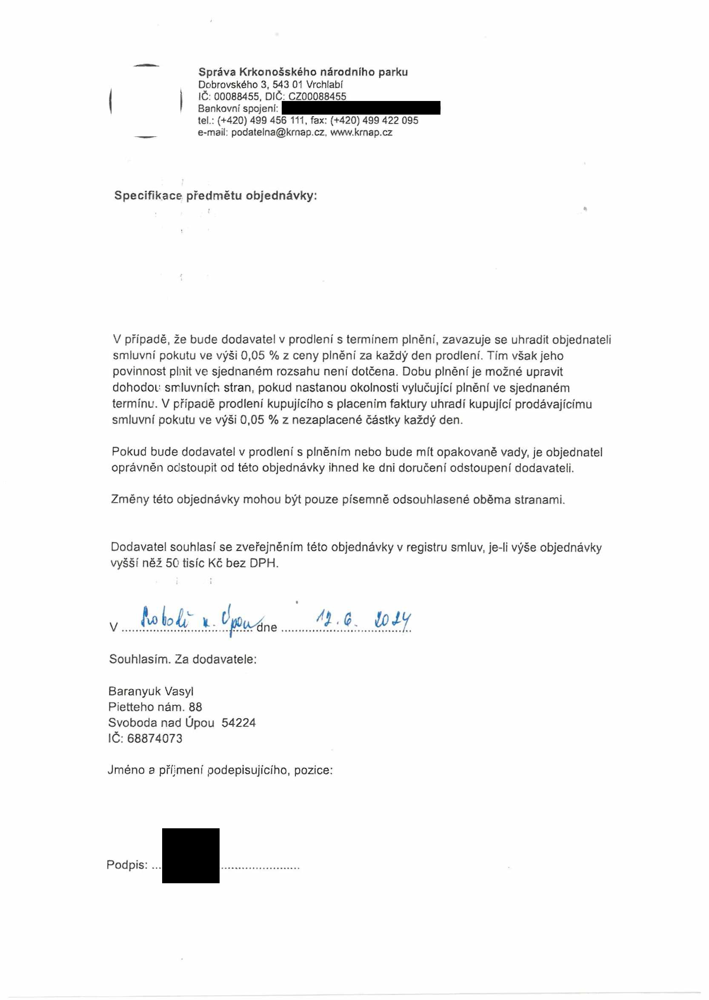 Správa Krkonošského národního parku
Dobrovského 3, 543 01 Vrchlabí
IČ: 00088455, DIČ: CZ00088455
Bankovní spojení:
tel.: (+420) 499 456 111, fax: (+420) 499 422 095
e-mail: podatelna@krnap.cz, www.krnap.cz
Specifikace předmětu objednávky:
V případě, že bude dodavatel v prodlení s termínem plnění, zavazuje se uhradit objednateli
smluvní pokutu ve výši 0,05 % z ceny plnění za každý den prodlení. Tím však jeho
povinnost plnit ve sjednaném rozsahu není dotčena. Dobu plnění je možné upravit
dohodou smluvních stran, pokud nastanou okolnosti vylučující plnění ve sjednaném
termínu. V případě prodlení kupujícího s placením faktury uhradí kupující prodávajícímu
smluvní pokutu ve výši 0,05 % z nezaplacené částky každý den.
Pokud bude dodavatel v prodlení s plněním nebo bude mít opakovaně vady, je objednatel
oprávněn odstoupit od této objednávky ihned ke dni doručení odstoupení dodavateli.
Změny této objednávky mohou být pouze písemně odsouhlasené oběma stranami.
Dodavatel souhlasí se zveřejněním této objednávky v registru smluv, je-li výše objednávky
vyšší něž 50 tisíc Kč bez DPH.
V Svobodě n. Úpou dne 12. 6. 2024
Souhlasím. Za dodavatele:
Baranyuk Vasyl
Pietteho nám. 88
Svoboda nad Úpou 54224
IČ: 68874073
Jméno a příjmení podepisujícího, pozice:
Podpis: ...